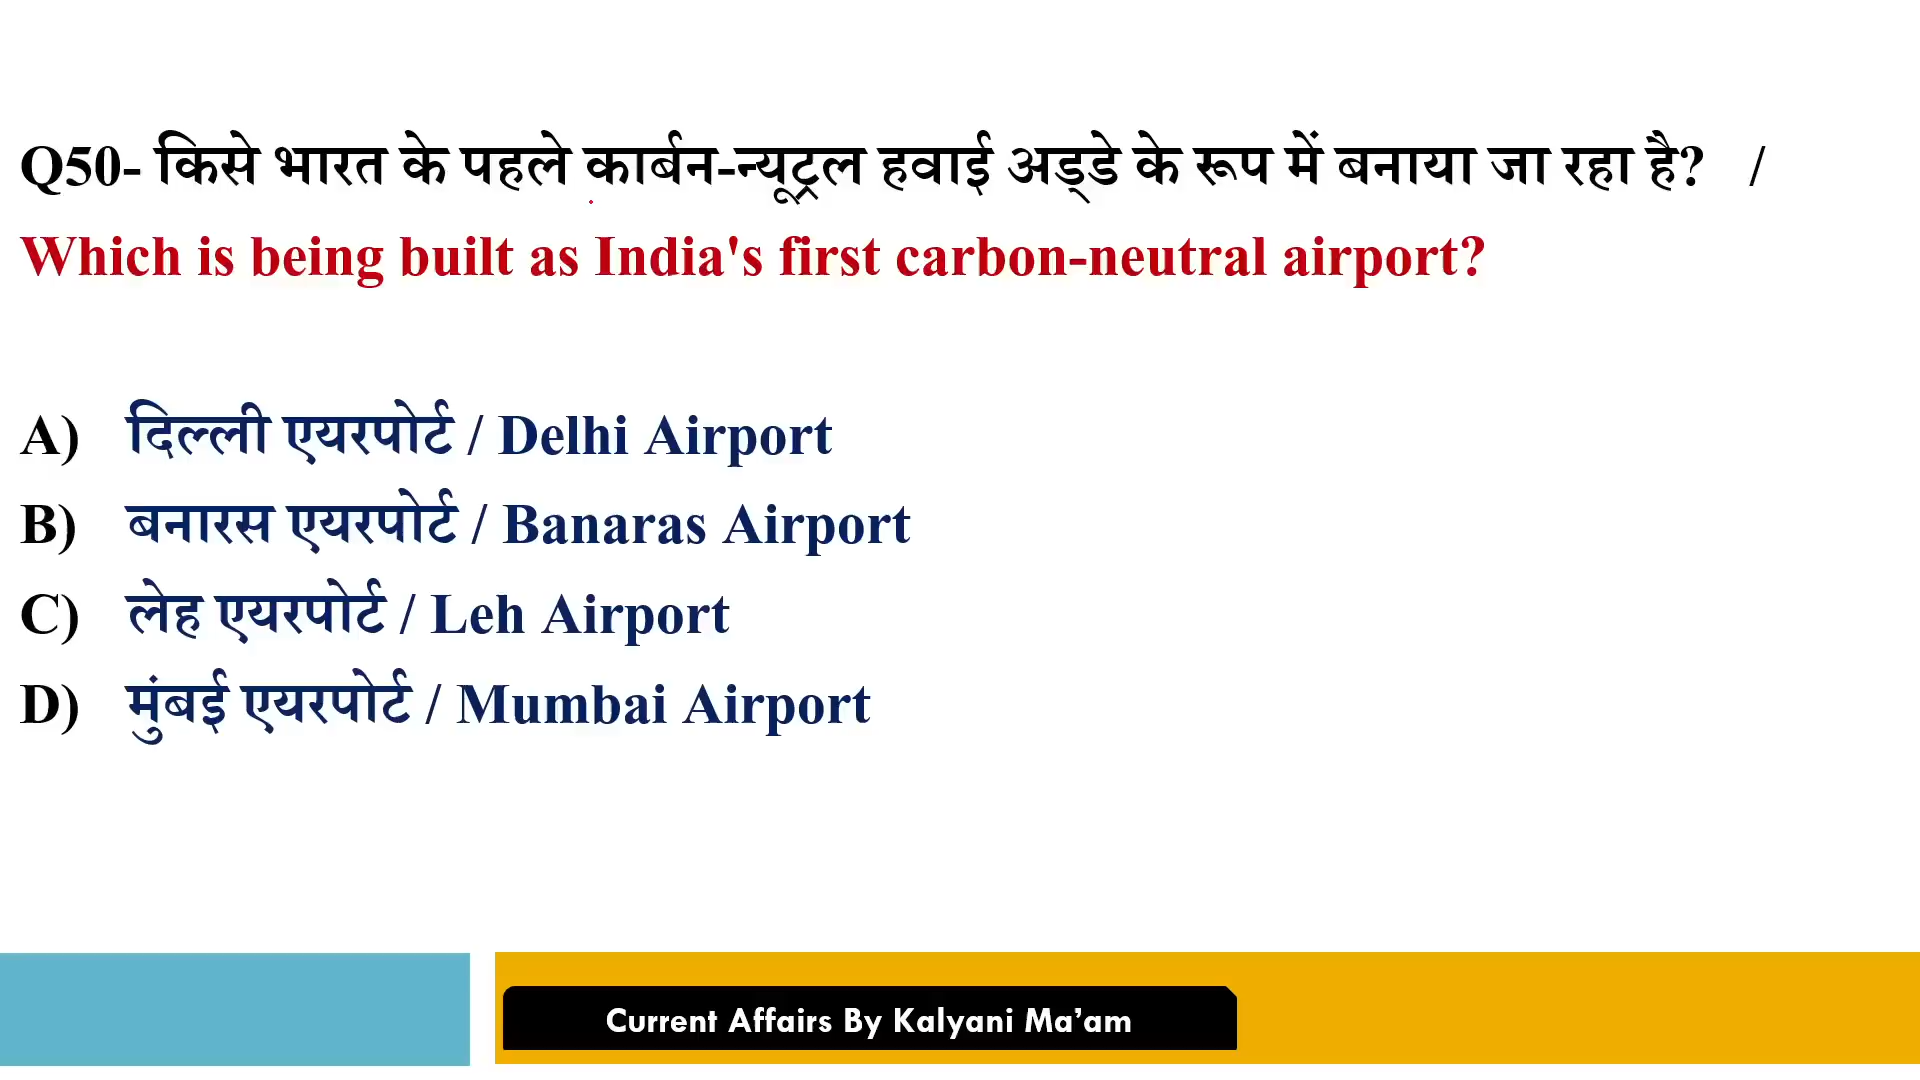 Q50- किसे भारत के पहले कार्बन-न्यूट्रल हवाई अड्डे के रूप में बनाया जा रहा है? /
Which is being built as India's first carbon-neutral airport?
A) दिल्ली एयरपोर्ट / Delhi Airport
B) बनारस एयरपोर्ट / Banaras Airport
C) लेह एयरपोर्ट / Leh Airport
D) मुंबई एयरपोर्ट / Mumbai Airport
Current Affairs By Kalyani Ma’am